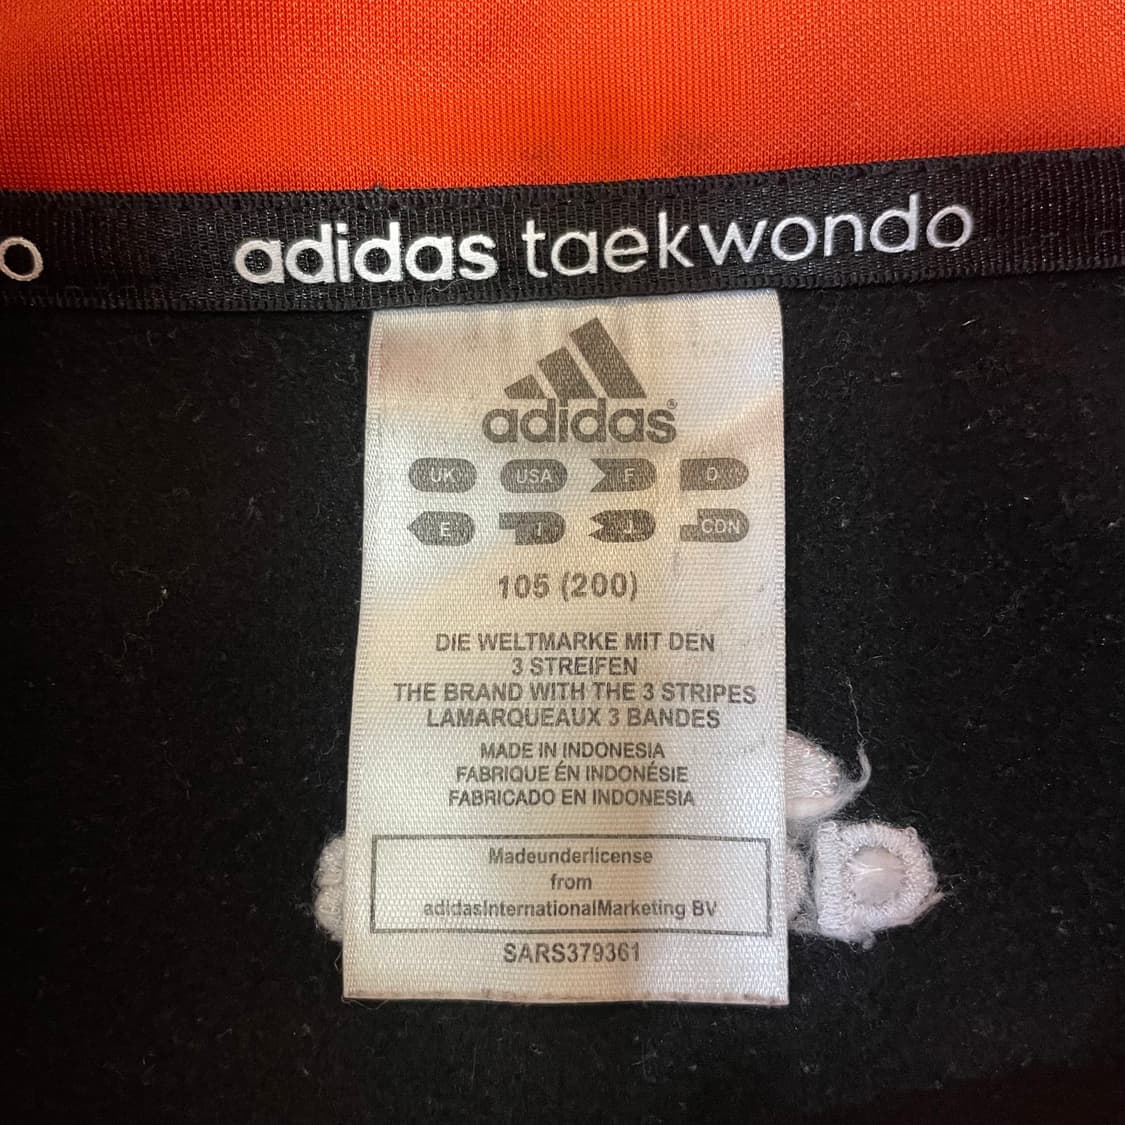 o adidas taekwondo
adidas®
UK USA F D
E I J CDN
105 (200)
DIE WELTMARKE MIT DEN
3 STREIFEN
THE BRAND WITH THE 3 STRIPES
LAMARQUEAUX 3 BANDES
MADE IN INDONESIA
FABRIQUE ÉN INDONÉSIE
FABRICADO EN INDONESIA
Madeunderlicense
from
adidasInternationalMarketing BV
SARS379361